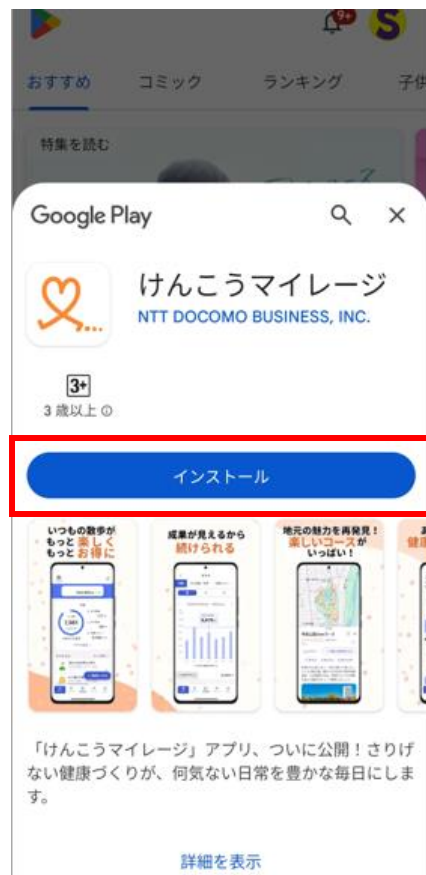 9+
S
おすすめ コミック ランキング 子供
特集を読む
Google Play
けんこうマイレージ
NTT DOCOMO BUSINESS, INC.
3+
3 歳以上
インストール
いつもの散歩が
もっと楽しく
もっとお得に
成果が見えるから
続けられる
地元の魅力を再発見！
楽しいコースが
いっぱい！
健康
「けんこうマイレージ」アプリ、ついに公開！さりげ
ない健康づくりが、何気ない日常を豊かな毎日にしま
す。
詳細を表示